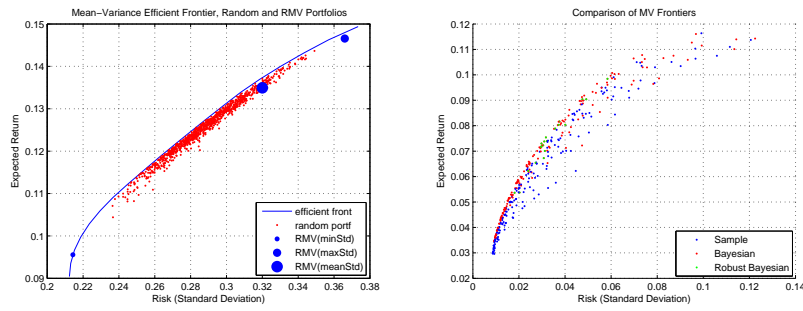 Mean−Variance Efficient Frontier, Random and RMV Portfolios
0.15
0.14
0.13
0.12
0.11
0.1
0.09
Expected Return
0.2
0.22
0.24
0.26
0.28
0.3
0.32
0.34
0.36
0.38
Risk (Standard Deviation)
efficient front
random portf
RMV(minStd)
RMV(maxStd)
RMV(meanStd)
Comparison of MV Frontiers
0.12
0.11
0.1
0.09
0.08
0.07
0.06
0.05
0.04
0.03
0.02
Expected Return
0
0.02
0.04
0.06
0.08
0.1
0.12
0.14
Risk (Standard Deviation)
Sample
Bayesian
Robust Bayesian